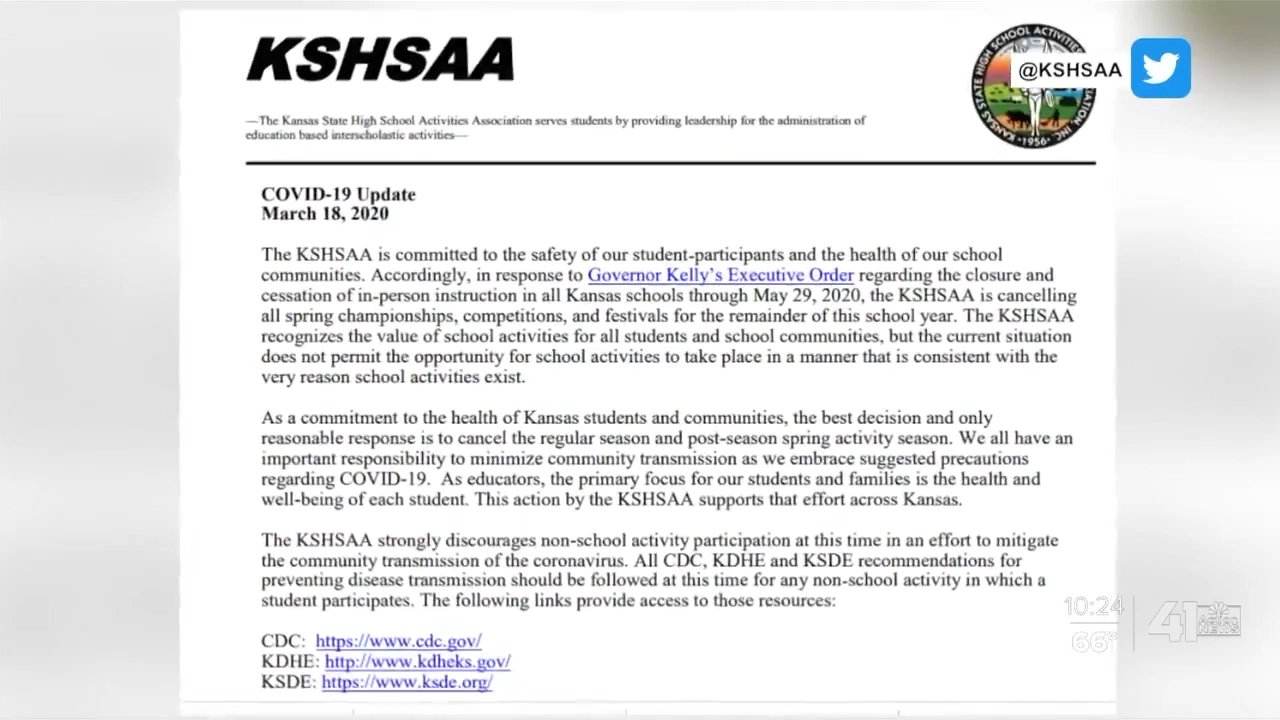 KSHSAA
@KSHSAA
—The Kansas State High School Activities Association serves students by providing leadership for the administration of
education based interscholastic activities—
COVID-19 Update
March 18, 2020
The KSHSAA is committed to the safety of our student-participants and the health of our school
communities. Accordingly, in response to Governor Kelly's Executive Order regarding the closure and
cessation of in-person instruction in all Kansas schools through May 29, 2020, the KSHSAA is cancelling
all spring championships, competitions, and festivals for the remainder of this school year. The KSHSAA
recognizes the value of school activities for all students and school communities, but the current situation
does not permit the opportunity for school activities to take place in a manner that is consistent with the
very reason school activities exist.
As a commitment to the health of Kansas students and communities, the best decision and only
reasonable response is to cancel the regular season and post-season spring activity season. We all have an
important responsibility to minimize community transmission as we embrace suggested precautions
regarding COVID-19. As educators, the primary focus for our students and families is the health and
well-being of each student. This action by the KSHSAA supports that effort across Kansas.
The KSHSAA strongly discourages non-school activity participation at this time in an effort to mitigate
the community transmission of the coronavirus. All CDC, KDHE and KSDE recommendations for
preventing disease transmission should be followed at this time for any non-school activity in which a
student participates. The following links provide access to those resources:
CDC: https://www.cdc.gov/
KDHE: http://www.kdheks.gov/
KSDE: https://www.ksde.org/
10:24
66°
41
NEWS
STATE HIGH SCHOOL ACTIVITIES
INC.
KANSAS
1956